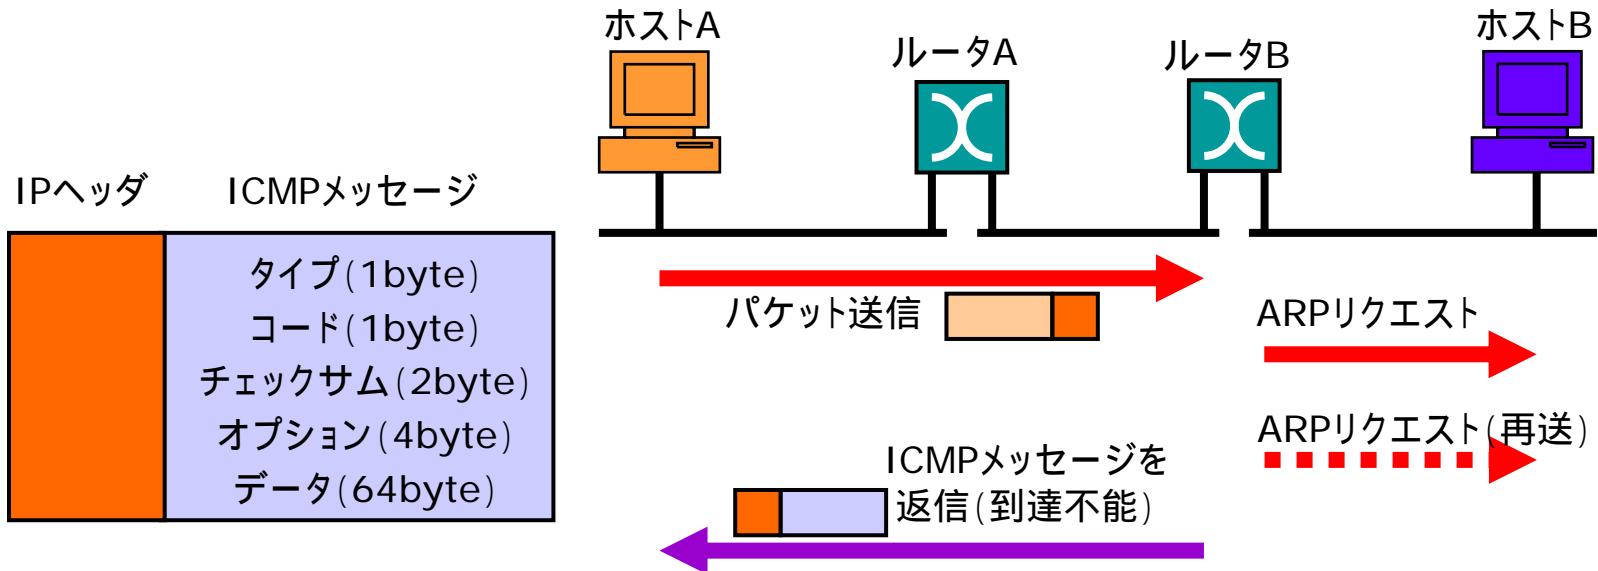 IPヘッダ
ICMPメッセージ
タイプ(1byte)
コード(1byte)
チェックサム(2byte)
オプション(4byte)
データ(64byte)
ホストA
ルータA
ルータB
ホストB
パケット送信
ARPリクエスト
ARPリクエスト(再送)
ICMPメッセージを
返信(到達不能)